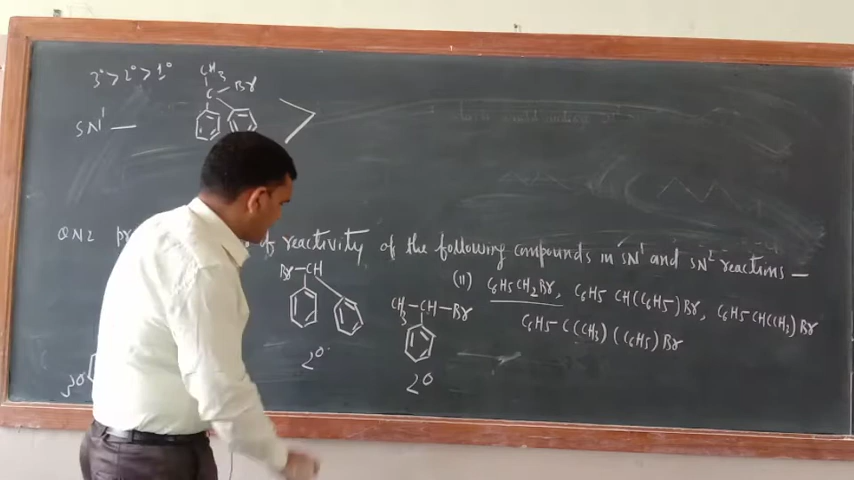 3° > 2° > 1°
CH3
C Br
SN1 —
>
QN2 of reactivity of the following compounds in SN1 and SN2 reactions —
Br-CH
(ii) C6H5CH2Br, C6H5 CH(C6H5)Br, C6H5CH(CH3)Br
CH3-CH-Br
C6H5-C(CH3)(C6H5)Br
2°
2°
3°